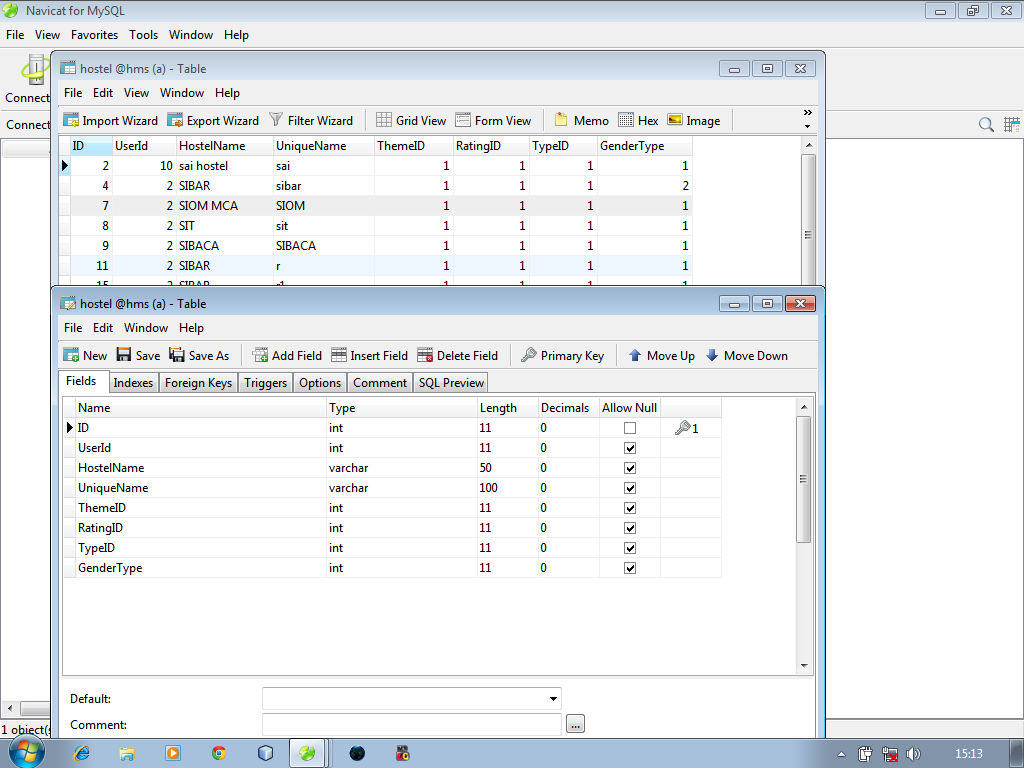 Navicat for MySQL
File View Favorites Tools Window Help
Connect
Connect
hostel @hms (a) - Table
File Edit View Window Help
Import Wizard Export Wizard Filter Wizard Grid View Form View Memo Hex Image
ID UserId HostelName UniqueName ThemeID RatingID TypeID GenderType
2 10 sai hostel sai 1 1 1 1
4 2 SIBAR sibar 1 1 1 2
7 2 SIOM MCA SIOM 1 1 1 1
8 2 SIT sit 1 1 1 1
9 2 SIBACA SIBACA 1 1 1 1
11 2 SIBAR r 1 1 1 1
15 2 SIBAR r1 1 1 1 1
hostel @hms (a) - Table
File Edit Window Help
New Save Save As Add Field Insert Field Delete Field Primary Key Move Up Move Down
Fields Indexes Foreign Keys Triggers Options Comment SQL Preview
Name Type Length Decimals Allow Null
ID int 11 0 1
UserId int 11 0
HostelName varchar 50 0
UniqueName varchar 100 0
ThemeID int 11 0
RatingID int 11 0
TypeID int 11 0
GenderType int 11 0
Default:
Comment: ...
1 object(s
15:13